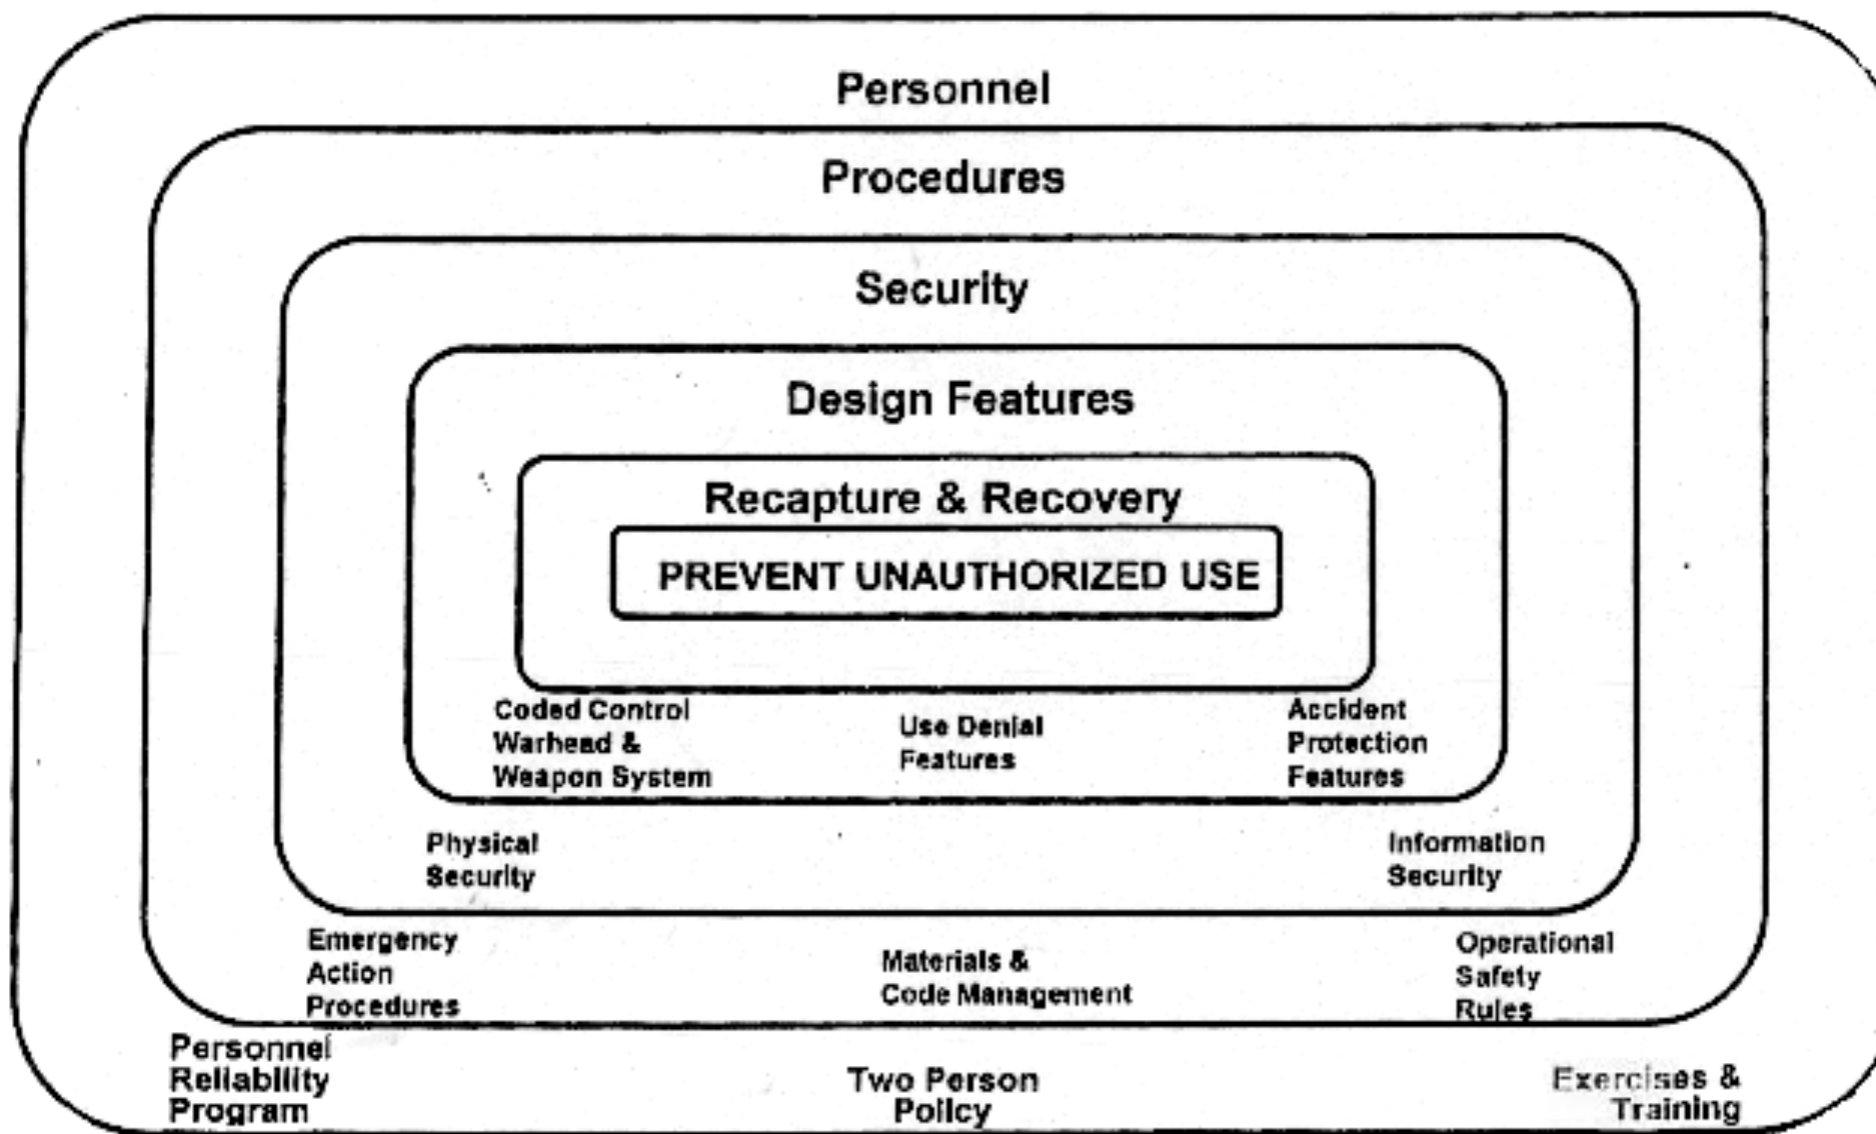 Personnel
Procedures
Security
Design Features
Recapture & Recovery
PREVENT UNAUTHORIZED USE
Coded Control
Warhead &
Weapon System
Use Denial
Features
Accident
Protection
Features
Physical
Security
Information
Security
Emergency
Action
Procedures
Materials &
Code Management
Operational
Safety
Rules
Personnel
Reliability
Program
Two Person
Policy
Exercises &
Training